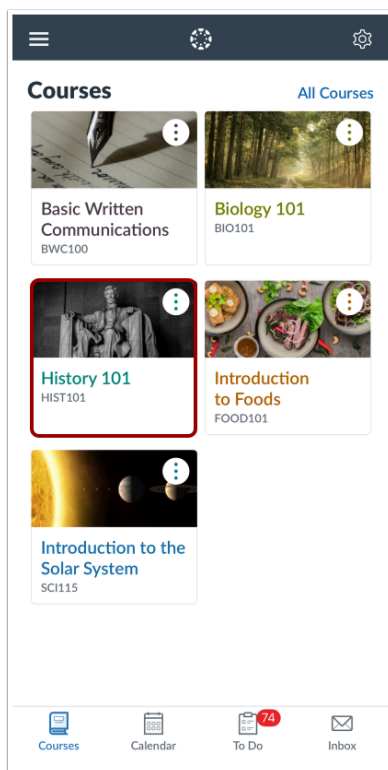 Courses
All Courses
Basic Written
Communications
BWC100
Biology 101
BIO101
History 101
HIST101
Introduction
to Foods
FOOD101
Introduction to the
Solar System
SCI115
74
Courses
Calendar
To Do
Inbox